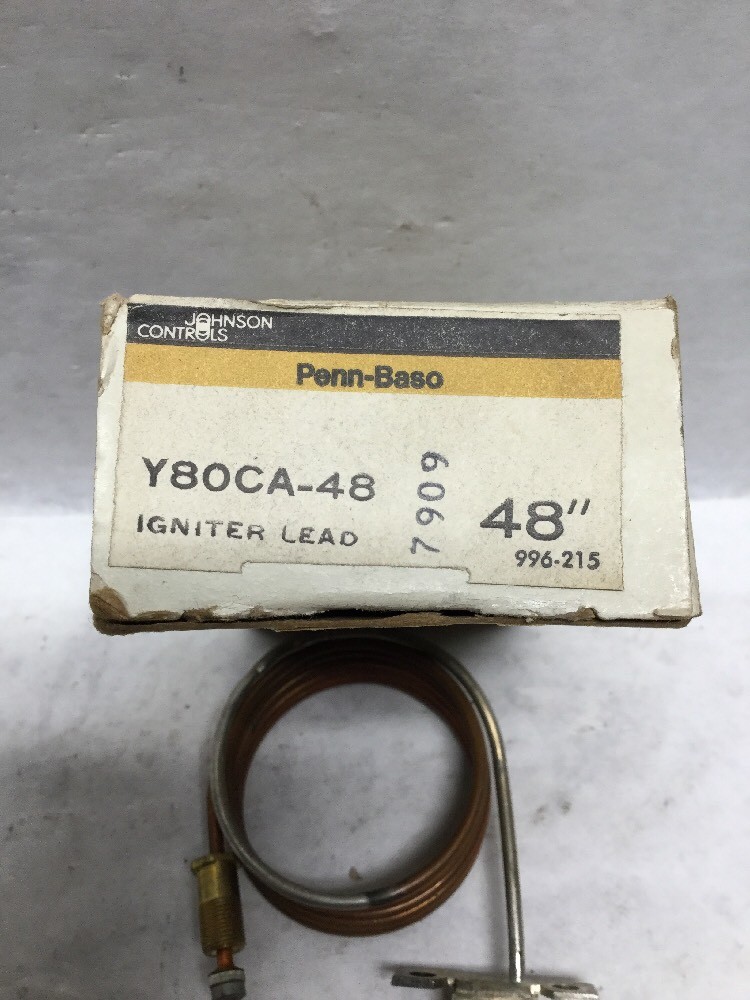 JOHNSON
CONTROLS
Penn-Baso
Y80CA-48
IGNITER LEAD
7909
48"
996-215